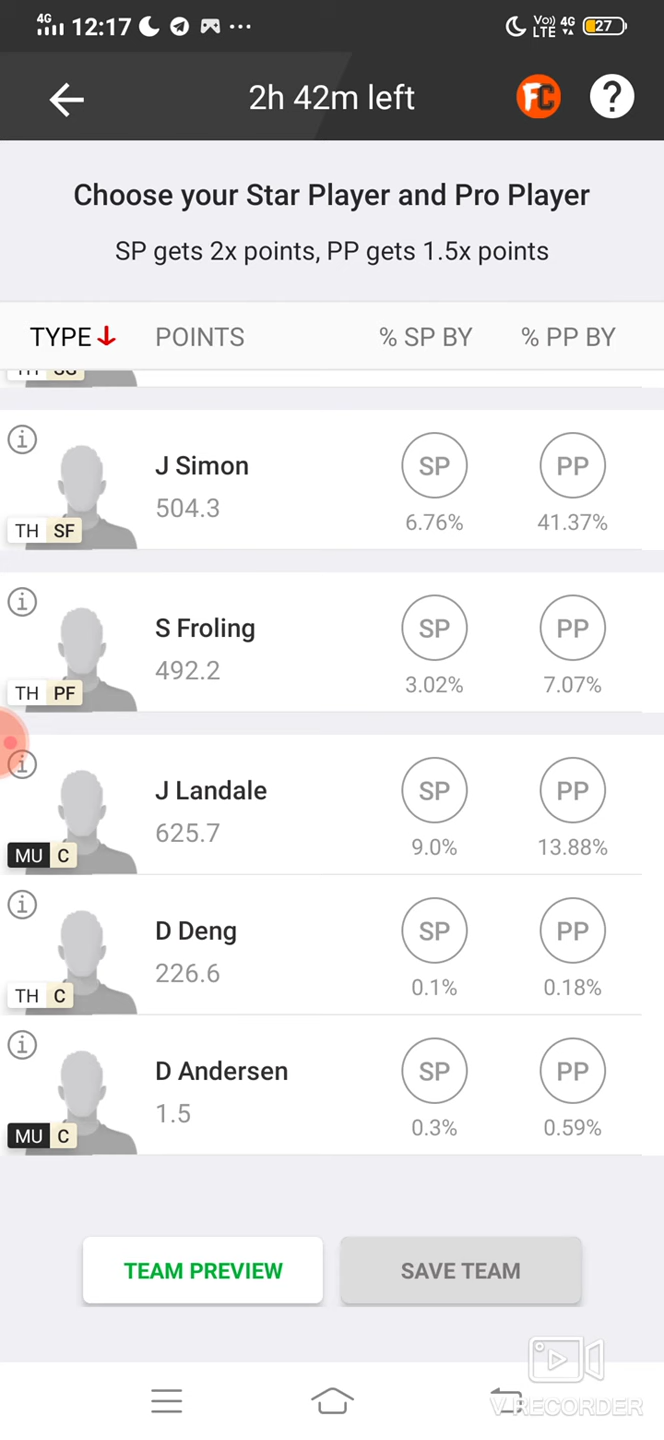 4G 12:17 ... Vo)) LTE 4G 27
2h 42m left FC ?
Choose your Star Player and Pro Player
SP gets 2x points, PP gets 1.5x points
TYPE POINTS % SP BY % PP BY
TH SG
i
J Simon SP PP
504.3 6.76% 41.37%
TH SF
i
S Froling SP PP
492.2 3.02% 7.07%
TH PF
i
J Landale SP PP
625.7 9.0% 13.88%
MU C
i
D Deng SP PP
226.6 0.1% 0.18%
TH C
i
D Andersen SP PP
1.5 0.3% 0.59%
MU C
TEAM PREVIEW SAVE TEAM
V RECORDER